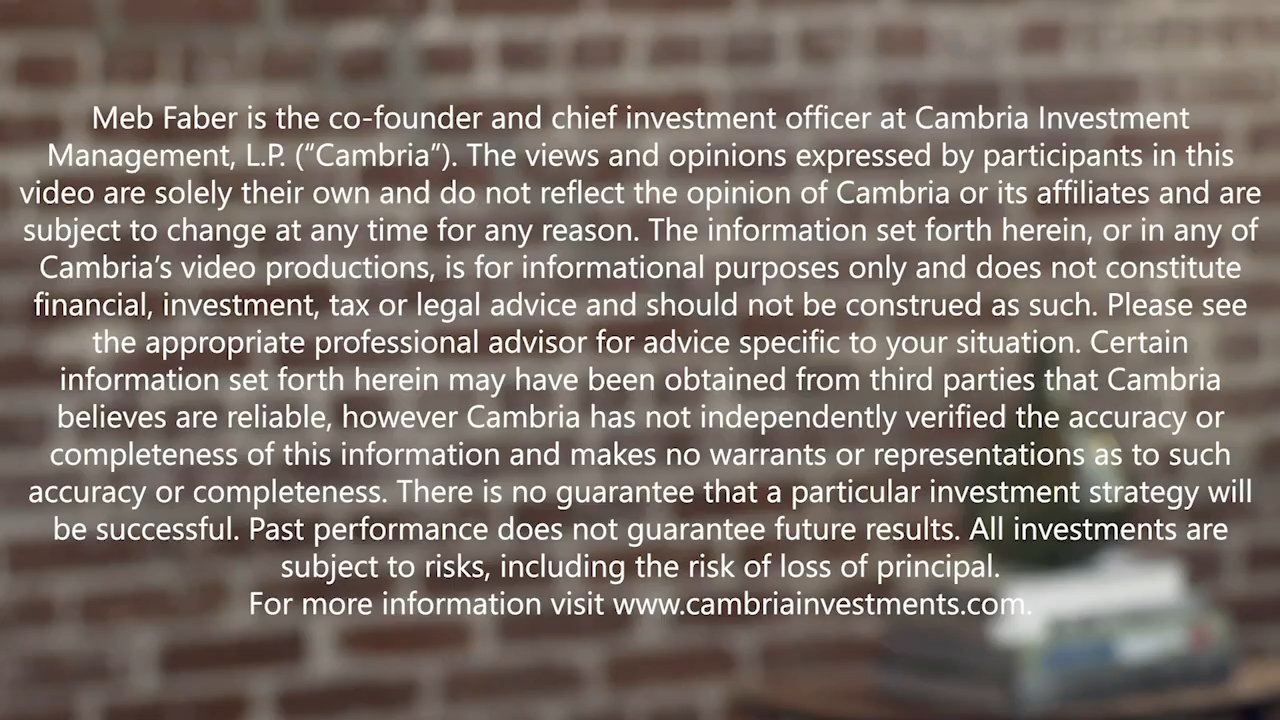 Meb Faber is the co-founder and chief investment officer at Cambria Investment
Management, L.P. (“Cambria”). The views and opinions expressed by participants in this
video are solely their own and do not reflect the opinion of Cambria or its affiliates and are
subject to change at any time for any reason. The information set forth herein, or in any of
Cambria’s video productions, is for informational purposes only and does not constitute
financial, investment, tax or legal advice and should not be construed as such. Please see
the appropriate professional advisor for advice specific to your situation. Certain
information set forth herein may have been obtained from third parties that Cambria
believes are reliable, however Cambria has not independently verified the accuracy or
completeness of this information and makes no warrants or representations as to such
accuracy or completeness. There is no guarantee that a particular investment strategy will
be successful. Past performance does not guarantee future results. All investments are
subject to risks, including the risk of loss of principal.
For more information visit www.cambriainvestments.com.